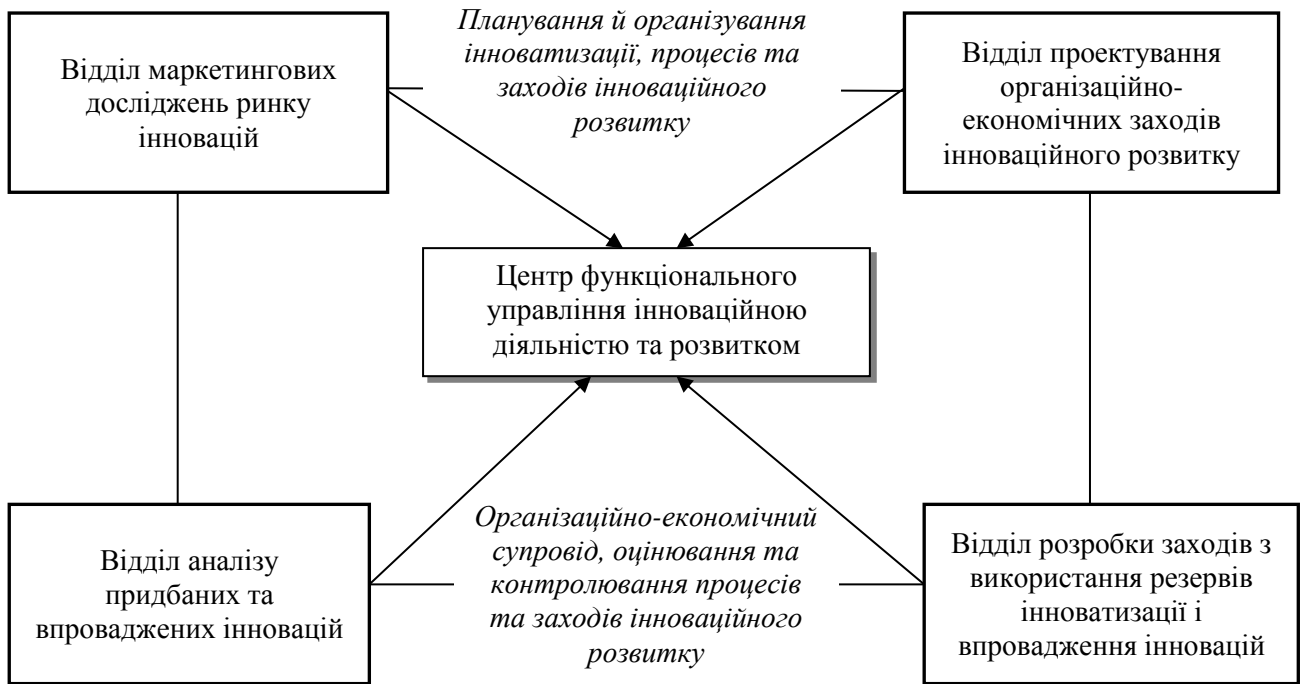 Відділ маркетингових
досліджень ринку
інновацій
Планування й організування
інноватизації, процесів та
заходів інноваційного
розвитку
Відділ проектування
організаційно-
економічних заходів
інноваційного розвитку
Центр функціонального
управління інноваційною
діяльністю та розвитком
Відділ аналізу
придбаних та
впроваджених інновацій
Організаційно-економічний
супровід, оцінювання та
контролювання процесів
та заходів інноваційного
розвитку
Відділ розробки заходів з
використання резервів
інноватизації і
впровадження інновацій